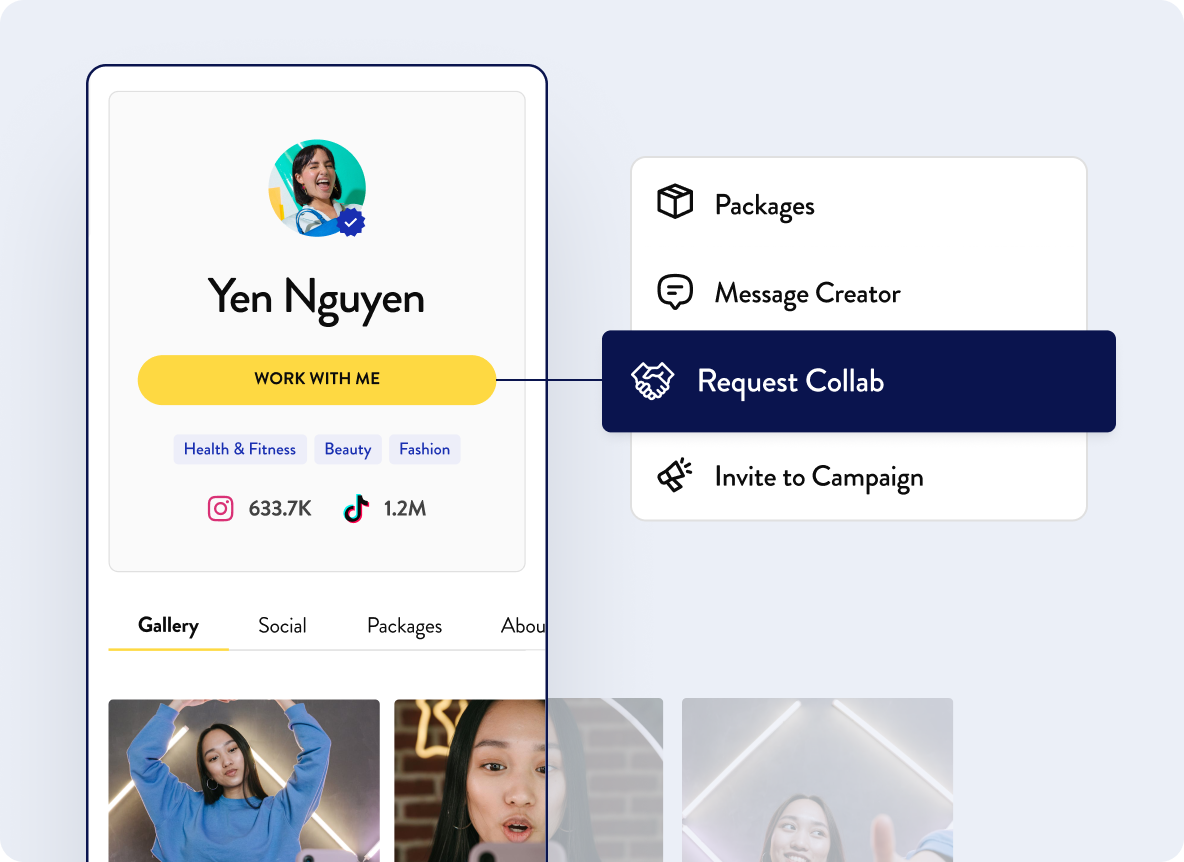 Yen Nguyen
WORK WITH ME
Health & Fitness
Beauty
Fashion
633.7K
1.2M
Gallery
Social
Packages
Abou
Packages
Message Creator
Request Collab
Invite to Campaign